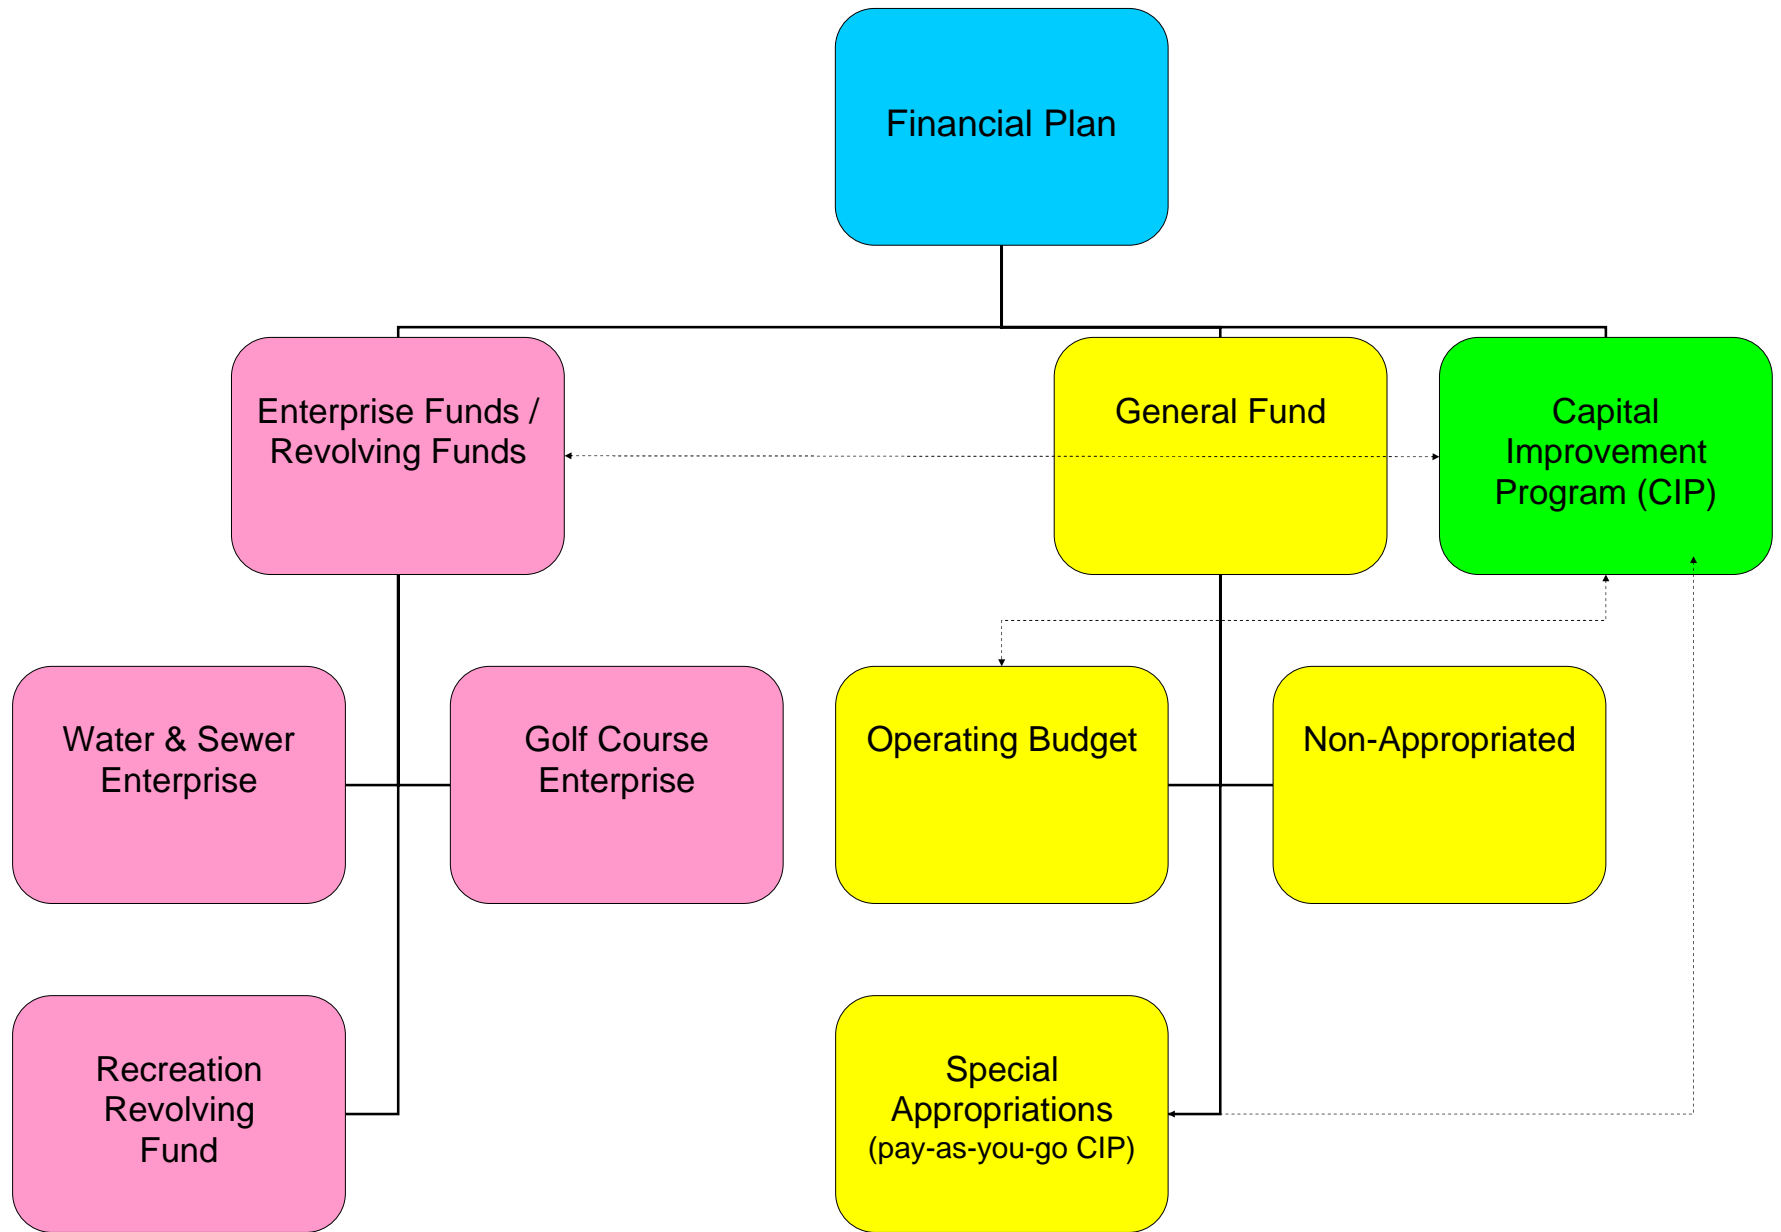 Financial Plan
Enterprise Funds /
Revolving Funds
General Fund
Capital
Improvement
Program (CIP)
Water & Sewer
Enterprise
Golf Course
Enterprise
Operating Budget
Non-Appropriated
Recreation
Revolving
Fund
Special
Appropriations
(pay-as-you-go CIP)